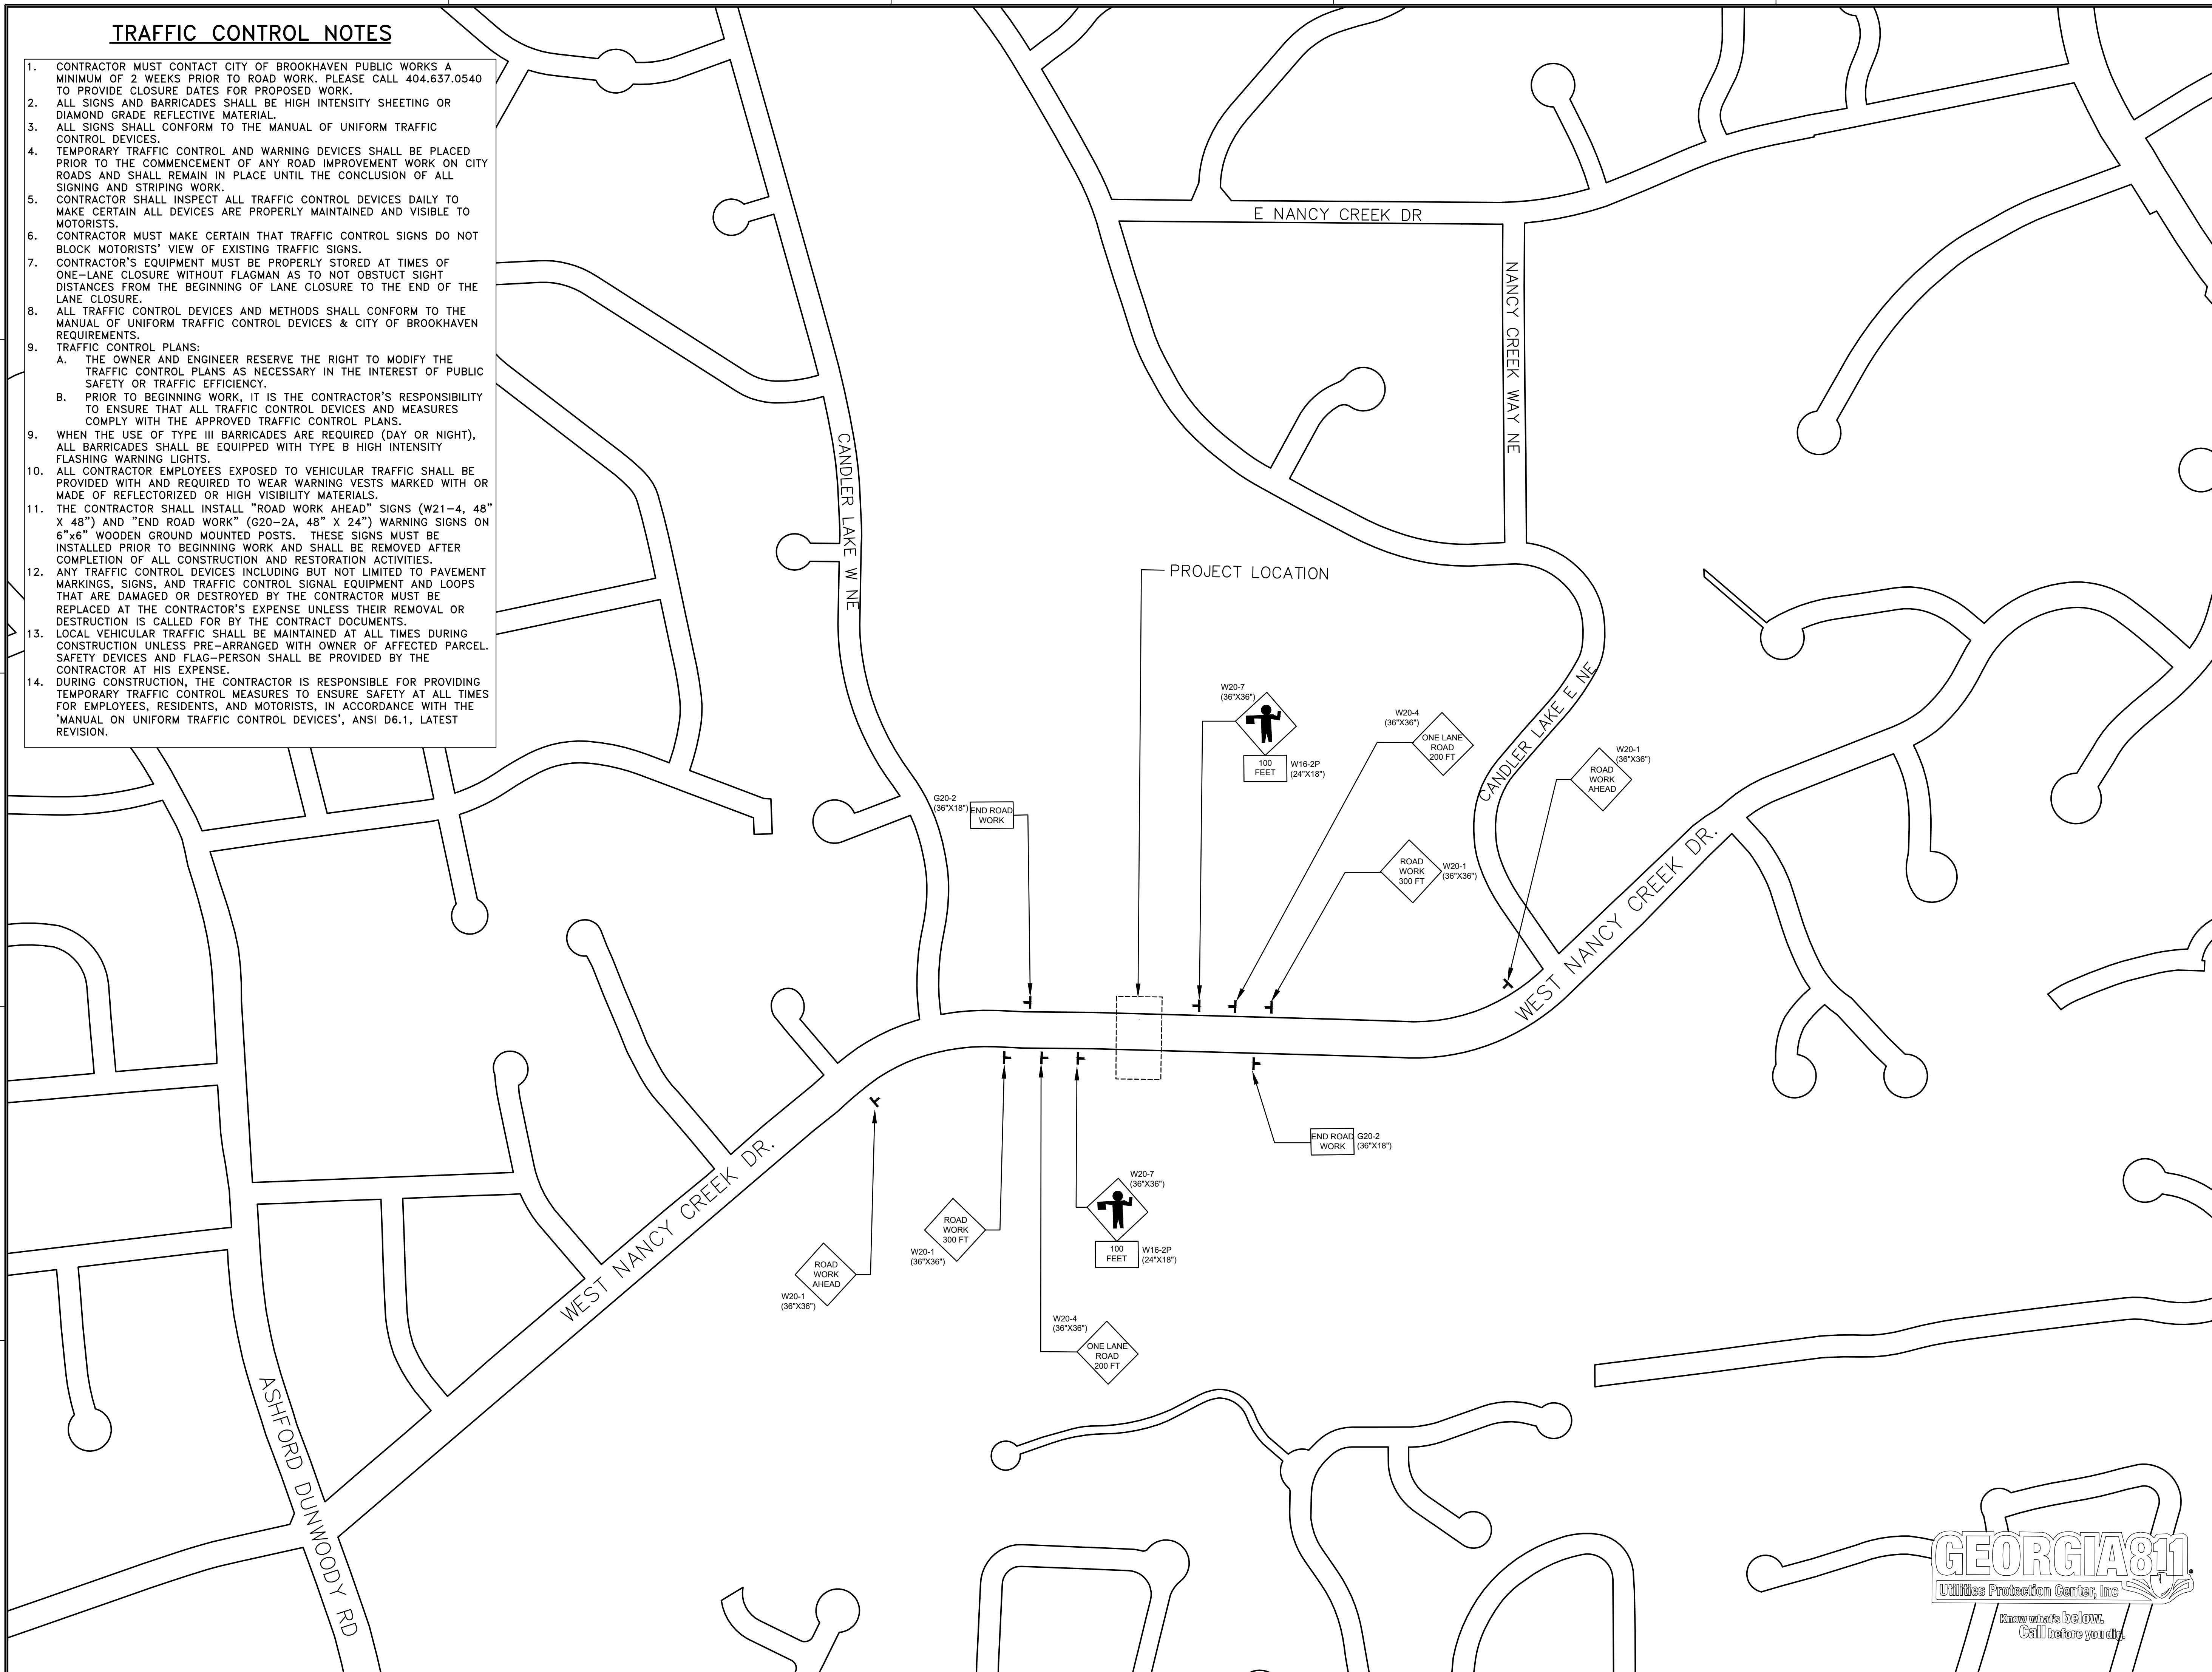 TRAFFIC CONTROL NOTES
1. CONTRACTOR MUST CONTACT CITY OF BROOKHAVEN PUBLIC WORKS A
MINIMUM OF 2 WEEKS PRIOR TO ROAD WORK. PLEASE CALL 404.637.0540
TO PROVIDE CLOSURE DATES FOR PROPOSED WORK.
2. ALL SIGNS AND BARRICADES SHALL BE HIGH INTENSITY SHEETING OR
DIAMOND GRADE REFLECTIVE MATERIAL.
3. ALL SIGNS SHALL CONFORM TO THE MANUAL OF UNIFORM TRAFFIC
CONTROL DEVICES.
4. TEMPORARY TRAFFIC CONTROL AND WARNING DEVICES SHALL BE PLACED
PRIOR TO THE COMMENCEMENT OF ANY ROAD IMPROVEMENT WORK ON CITY
ROADS AND SHALL REMAIN IN PLACE UNTIL THE CONCLUSION OF ALL
SIGNING AND STRIPING WORK.
5. CONTRACTOR SHALL INSPECT ALL TRAFFIC CONTROL DEVICES DAILY TO
MAKE CERTAIN ALL DEVICES ARE PROPERLY MAINTAINED AND VISIBLE TO
MOTORISTS.
6. CONTRACTOR MUST MAKE CERTAIN THAT TRAFFIC CONTROL SIGNS DO NOT
BLOCK MOTORISTS' VIEW OF EXISTING TRAFFIC SIGNS.
7. CONTRACTOR'S EQUIPMENT MUST BE PROPERLY STORED AT TIMES OF
ONE-LANE CLOSURE WITHOUT FLAGMAN AS TO NOT OBSTUCT SIGHT
DISTANCES FROM THE BEGINNING OF LANE CLOSURE TO THE END OF THE
LANE CLOSURE.
8. ALL TRAFFIC CONTROL DEVICES AND METHODS SHALL CONFORM TO THE
MANUAL OF UNIFORM TRAFFIC CONTROL DEVICES & CITY OF BROOKHAVEN
REQUIREMENTS.
9. TRAFFIC CONTROL PLANS:
A. THE OWNER AND ENGINEER RESERVE THE RIGHT TO MODIFY THE
TRAFFIC CONTROL PLANS AS NECESSARY IN THE INTEREST OF PUBLIC
SAFETY OR TRAFFIC EFFICIENCY.
B. PRIOR TO BEGINNING WORK, IT IS THE CONTRACTOR'S RESPONSIBILITY
TO ENSURE THAT ALL TRAFFIC CONTROL DEVICES AND MEASURES
COMPLY WITH THE APPROVED TRAFFIC CONTROL PLANS.
9. WHEN THE USE OF TYPE III BARRICADES ARE REQUIRED (DAY OR NIGHT),
ALL BARRICADES SHALL BE EQUIPPED WITH TYPE B HIGH INTENSITY
FLASHING WARNING LIGHTS.
10. ALL CONTRACTOR EMPLOYEES EXPOSED TO VEHICULAR TRAFFIC SHALL BE
PROVIDED WITH AND REQUIRED TO WEAR WARNING VESTS MARKED WITH OR
MADE OF REFLECTORIZED OR HIGH VISIBILITY MATERIALS.
11. THE CONTRACTOR SHALL INSTALL "ROAD WORK AHEAD" SIGNS (W21-4, 48"
X 48") AND "END ROAD WORK" (G20-2A, 48" X 24") WARNING SIGNS ON
6"x6" WOODEN GROUND MOUNTED POSTS. THESE SIGNS MUST BE
INSTALLED PRIOR TO BEGINNING WORK AND SHALL BE REMOVED AFTER
COMPLETION OF ALL CONSTRUCTION AND RESTORATION ACTIVITIES.
12. ANY TRAFFIC CONTROL DEVICES INCLUDING BUT NOT LIMITED TO PAVEMENT
MARKINGS, SIGNS, AND TRAFFIC CONTROL SIGNAL EQUIPMENT AND LOOPS
THAT ARE DAMAGED OR DESTROYED BY THE CONTRACTOR MUST BE
REPLACED AT THE CONTRACTOR'S EXPENSE UNLESS THEIR REMOVAL OR
DESTRUCTION IS CALLED FOR BY THE CONTRACT DOCUMENTS.
13. LOCAL VEHICULAR TRAFFIC SHALL BE MAINTAINED AT ALL TIMES DURING
CONSTRUCTION UNLESS PRE-ARRANGED WITH OWNER OF AFFECTED PARCEL.
SAFETY DEVICES AND FLAG-PERSON SHALL BE PROVIDED BY THE
CONTRACTOR AT HIS EXPENSE.
14. DURING CONSTRUCTION, THE CONTRACTOR IS RESPONSIBLE FOR PROVIDING
TEMPORARY TRAFFIC CONTROL MEASURES TO ENSURE SAFETY AT ALL TIMES
FOR EMPLOYEES, RESIDENTS, AND MOTORISTS, IN ACCORDANCE WITH THE
'MANUAL ON UNIFORM TRAFFIC CONTROL DEVICES', ANSI D6.1, LATEST
REVISION.
E NANCY CREEK DR
NANCY CREEK WAY NE
CANDLER LAKE W NE
PROJECT LOCATION
CANDLER LAKE E NE
W20-7
(36"X36")
100
FEET
W16-2P
(24"X18")
W20-4
(36"X36")
ONE LANE
ROAD
200 FT
W20-1
(36"X36")
ROAD
WORK
AHEAD
G20-2
(36"X18")
END ROAD
WORK
ROAD
WORK
300 FT
W20-1
(36"X36")
WEST NANCY CREEK DR.
END ROAD
WORK
G20-2
(36"X18")
WEST NANCY CREEK DR.
W20-7
(36"X36")
100
FEET
W16-2P
(24"X18")
ROAD
WORK
300 FT
W20-1
(36"X36")
ROAD
WORK
AHEAD
W20-1
(36"X36")
W20-4
(36"X36")
ONE LANE
ROAD
200 FT
ASHFORD DUNWOODY RD
GEORGIA811
Utilities Protection Center, Inc
Know what's below.
Call before you dig.